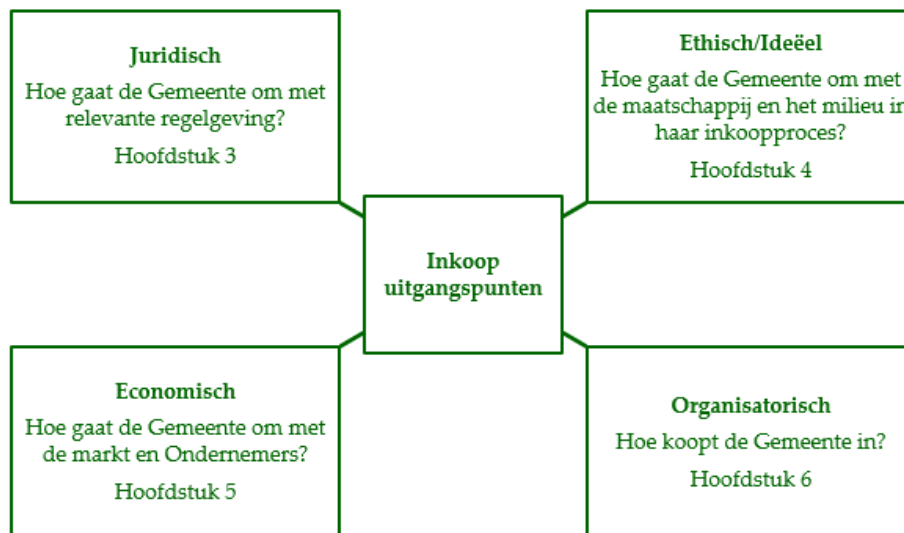 Juridisch
Hoe gaat de Gemeente om met
relevante regelgeving?
Hoofdstuk 3
Ethisch/Ideëel
Hoe gaat de Gemeente om met
de maatschappij en het milieu in
haar inkoopproces?
Hoofdstuk 4
Inkoop
uitgangspunten
Economisch
Hoe gaat de Gemeente om met
de markt en Ondernemers?
Hoofdstuk 5
Organisatorisch
Hoe koopt de Gemeente in?
Hoofdstuk 6